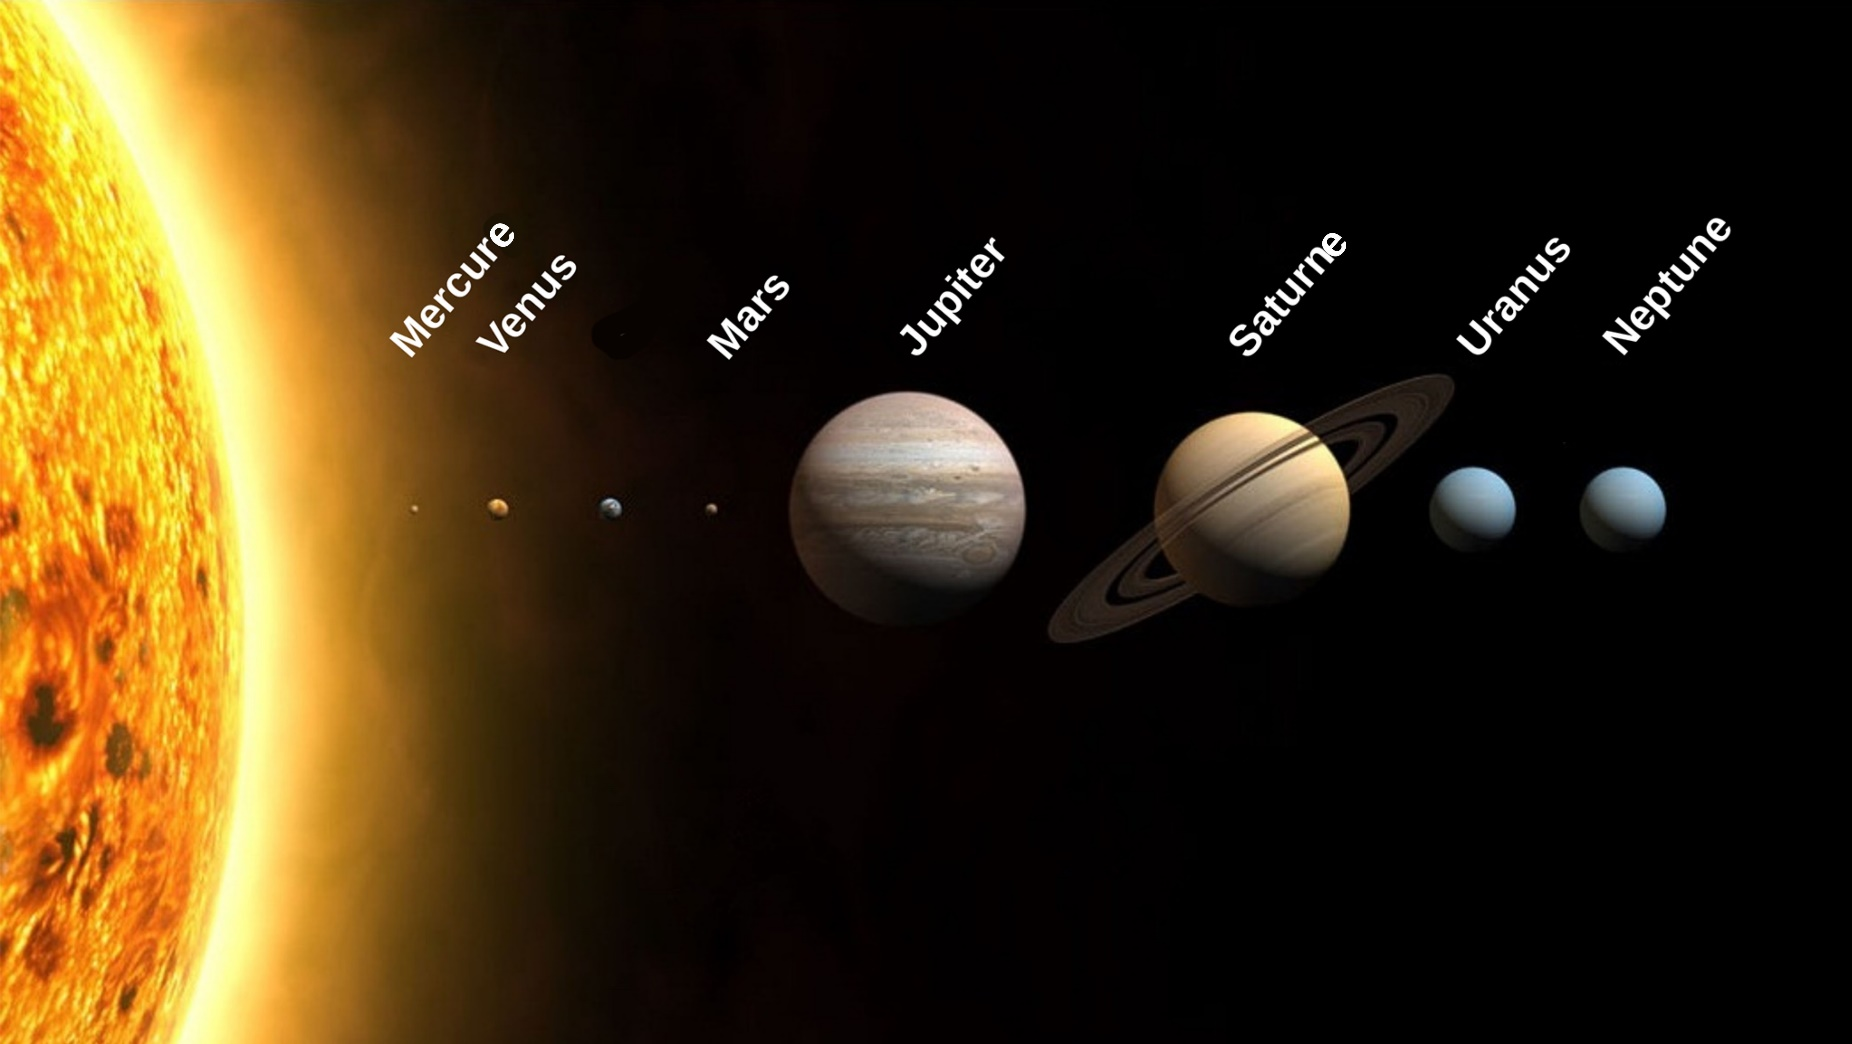 Mercure
Venus
Mars
Jupiter
Saturne
Uranus
Neptune